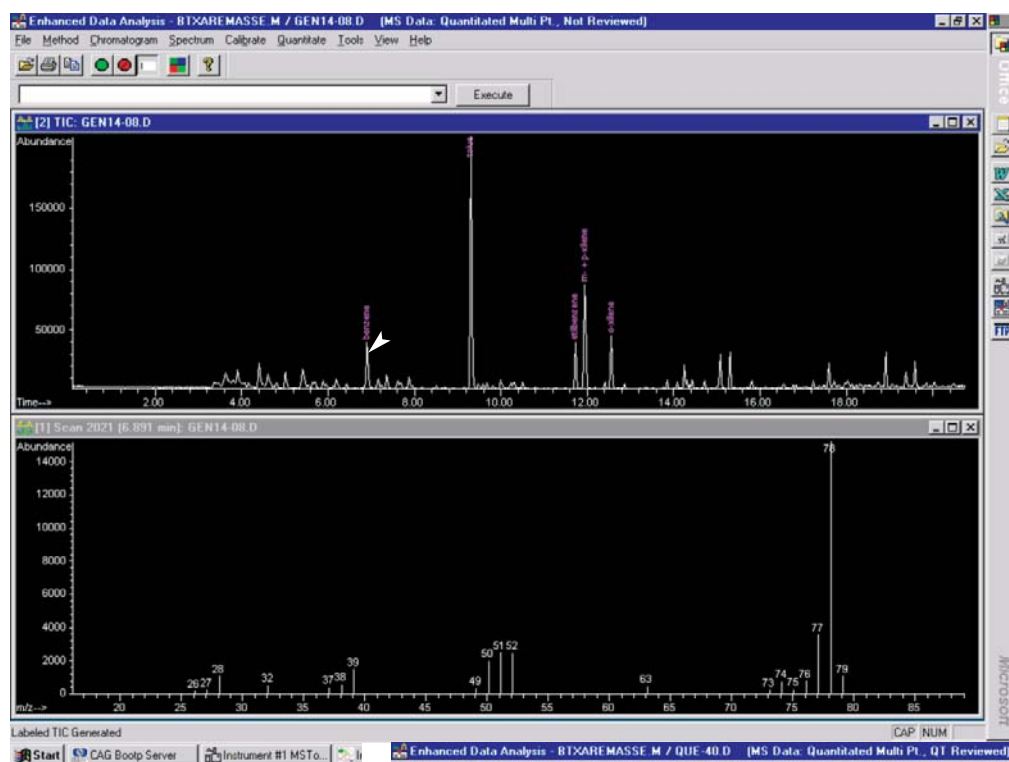 Enhanced Data Analysis - BTXAREMASSE.M / GEN14-08.D (MS Data: Quantitated Multi Pt., Not Reviewed)
File Method Chromatogram Spectrum Calibrate Quantitate Tools View Help
Execute
Office
[2] TIC: GEN14-08.D
Abundance
150000
100000
50000
benzene
m- + p-xilene
o-xilene
Time-->
2.00 4.00 6.00 8.00 10.00 12.00 14.00 16.00 18.00
[1] Scan 2021 (6.891 min): GEN14-08.D
Abundance
14000
12000
10000
8000
6000
4000
2000
0
26 27 28 32 37 38 39 49 50 51 52 63 73 74 75 76 77 78 79
m/z-->
20 25 30 35 40 45 50 55 60 65 70 75 80 85
FTP
Microsoft
Labeled TIC Generated
CAP NUM
Start CAG Bootp Server Instrument #1 MSTo...
Enhanced Data Analysis - BTXAREMASSE.M / QUE-40.D (MS Data: Quantitated Multi Pt., QT Reviewed)